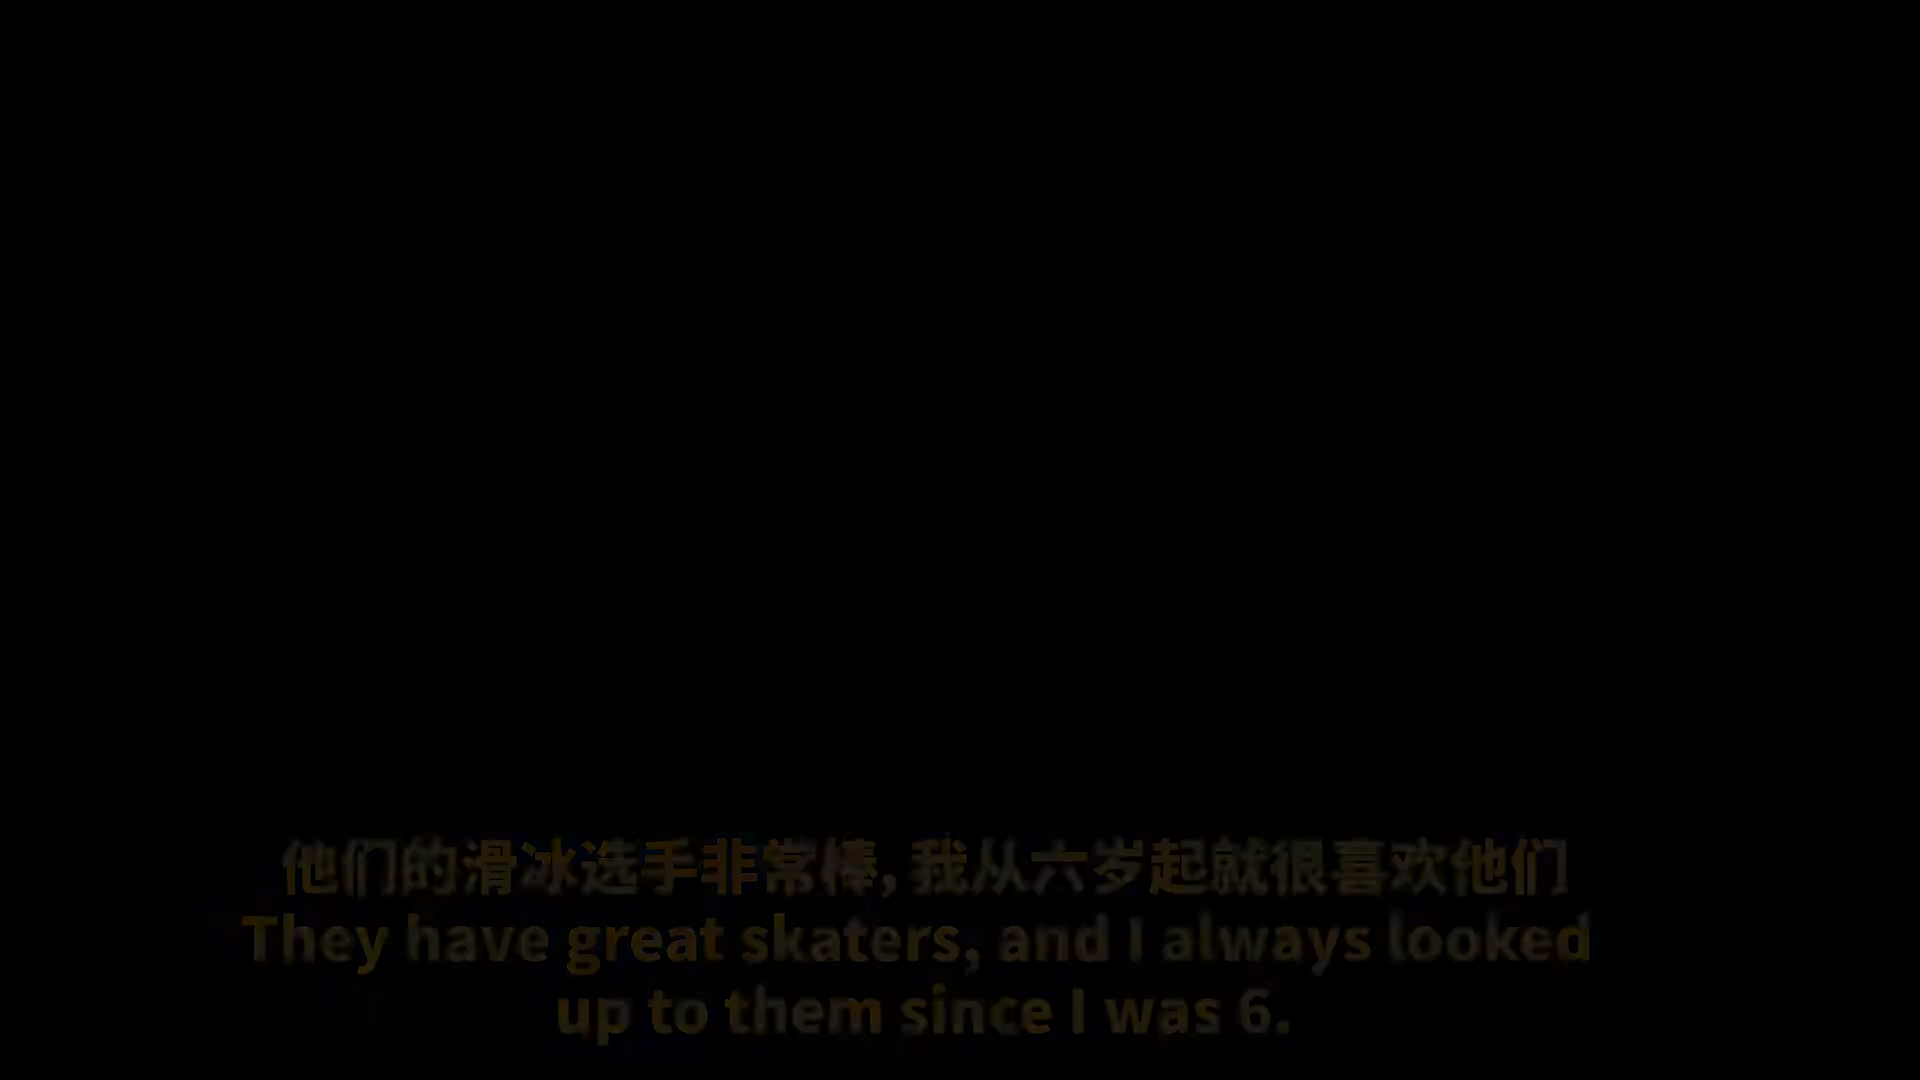 他们的滑冰选手非常棒, 我从六岁起就很喜欢他们
They have great skaters, and I always looked
up to them since I was 6.